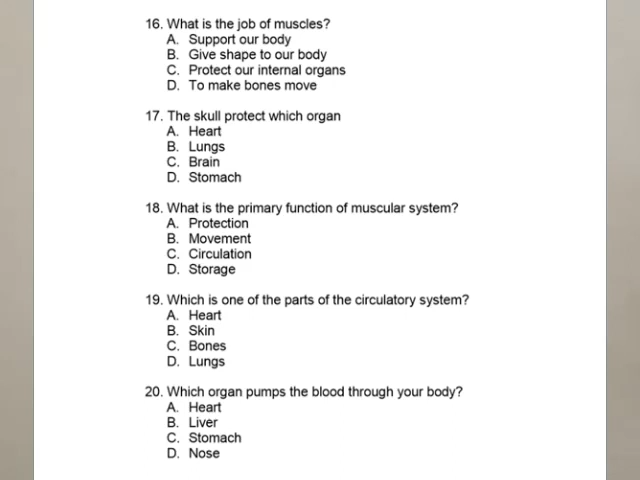 16. What is the job of muscles?
A. Support our body
B. Give shape to our body
C. Protect our internal organs
D. To make bones move
17. The skull protect which organ
A. Heart
B. Lungs
C. Brain
D. Stomach
18. What is the primary function of muscular system?
A. Protection
B. Movement
C. Circulation
D. Storage
19. Which is one of the parts of the circulatory system?
A. Heart
B. Skin
C. Bones
D. Lungs
20. Which organ pumps the blood through your body?
A. Heart
B. Liver
C. Stomach
D. Nose